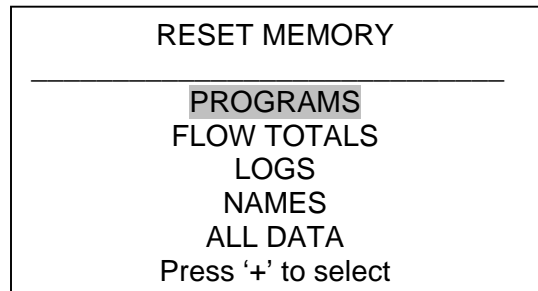 RESET MEMORY
PROGRAMS
FLOW TOTALS
LOGS
NAMES
ALL DATA
Press ‘+’ to select